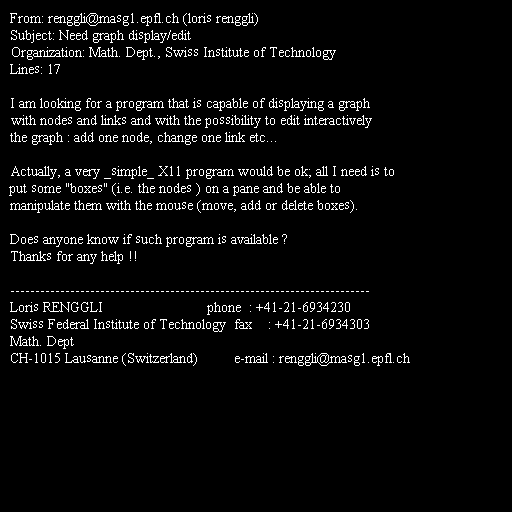 From: renggli@masg1.epfl.ch (loris renggli)
Subject: Need graph display/edit
Organization: Math. Dept., Swiss Institute of Technology
Lines: 17

I am looking for a program that is capable of displaying a graph
with nodes and links and with the possibility to edit interactively
the graph : add one node, change one link etc...

Actually, a very _simple_ X11 program would be ok; all I need is to
put some "boxes" (i.e. the nodes ) on a pane and be able to
manipulate them with the mouse (move, add or delete boxes).

Does anyone know if such program is available ?
Thanks for any help !!

------------------------------------------------------------------------
Loris RENGGLI phone : +41-21-6934230
Swiss Federal Institute of Technology fax : +41-21-6934303
Math. Dept
CH-1015 Lausanne (Switzerland) e-mail : renggli@masg1.epfl.ch